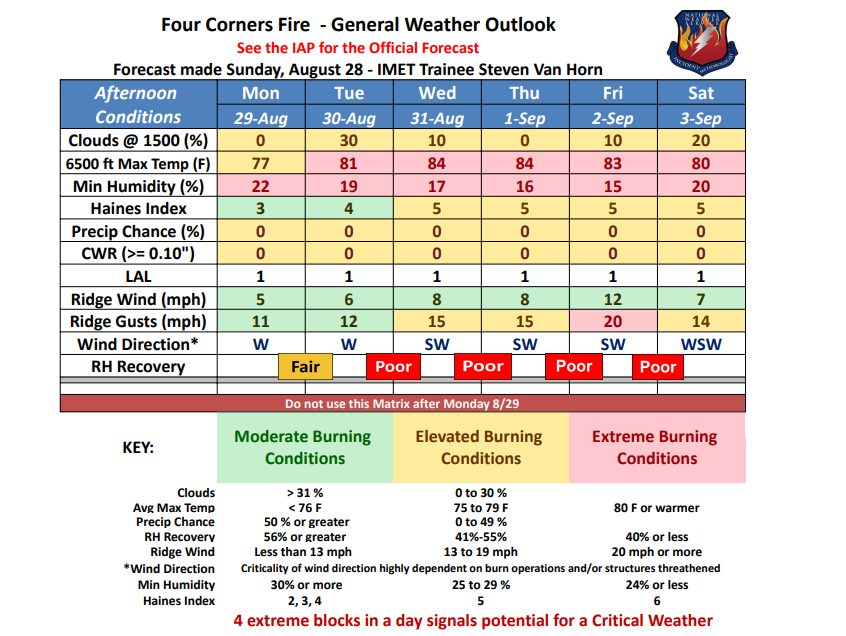 Four Corners Fire - General Weather Outlook
See the IAP for the Official Forecast
Forecast made Sunday, August 28 - IMET Trainee Steven Van Horn
NATIONAL
WEATHER
SERVICE
INCIDENT METEOROLOGIST
Afternoon Conditions Mon Tue Wed Thu Fri Sat
29-Aug 30-Aug 31-Aug 1-Sep 2-Sep 3-Sep
Clouds @ 1500 (%) 0 30 10 0 10 20
6500 ft Max Temp (F) 77 81 84 84 83 80
Min Humidity (%) 22 19 17 16 15 20
Haines Index 3 4 5 5 5 5
Precip Chance (%) 0 0 0 0 0 0
CWR (>= 0.10") 0 0 0 0 0 0
LAL 1 1 1 1 1 1
Ridge Wind (mph) 5 6 8 8 12 7
Ridge Gusts (mph) 11 12 15 15 20 14
Wind Direction* W W SW SW SW WSW
RH Recovery Fair Poor Poor Poor Poor
Do not use this Matrix after Monday 8/29
KEY: Moderate Burning Conditions Elevated Burning Conditions Extreme Burning Conditions
Clouds > 31 % 0 to 30 %
Avg Max Temp < 76 F 75 to 79 F 80 F or warmer
Precip Chance 50 % or greater 0 to 49 %
RH Recovery 56% or greater 41%-55% 40% or less
Ridge Wind Less than 13 mph 13 to 19 mph 20 mph or more
*Wind Direction Criticality of wind direction highly dependent on burn operations and/or structures threatened
Min Humidity 30% or more 25 to 29 % 24% or less
Haines Index 2, 3, 4 5 6
4 extreme blocks in a day signals potential for a Critical Weather